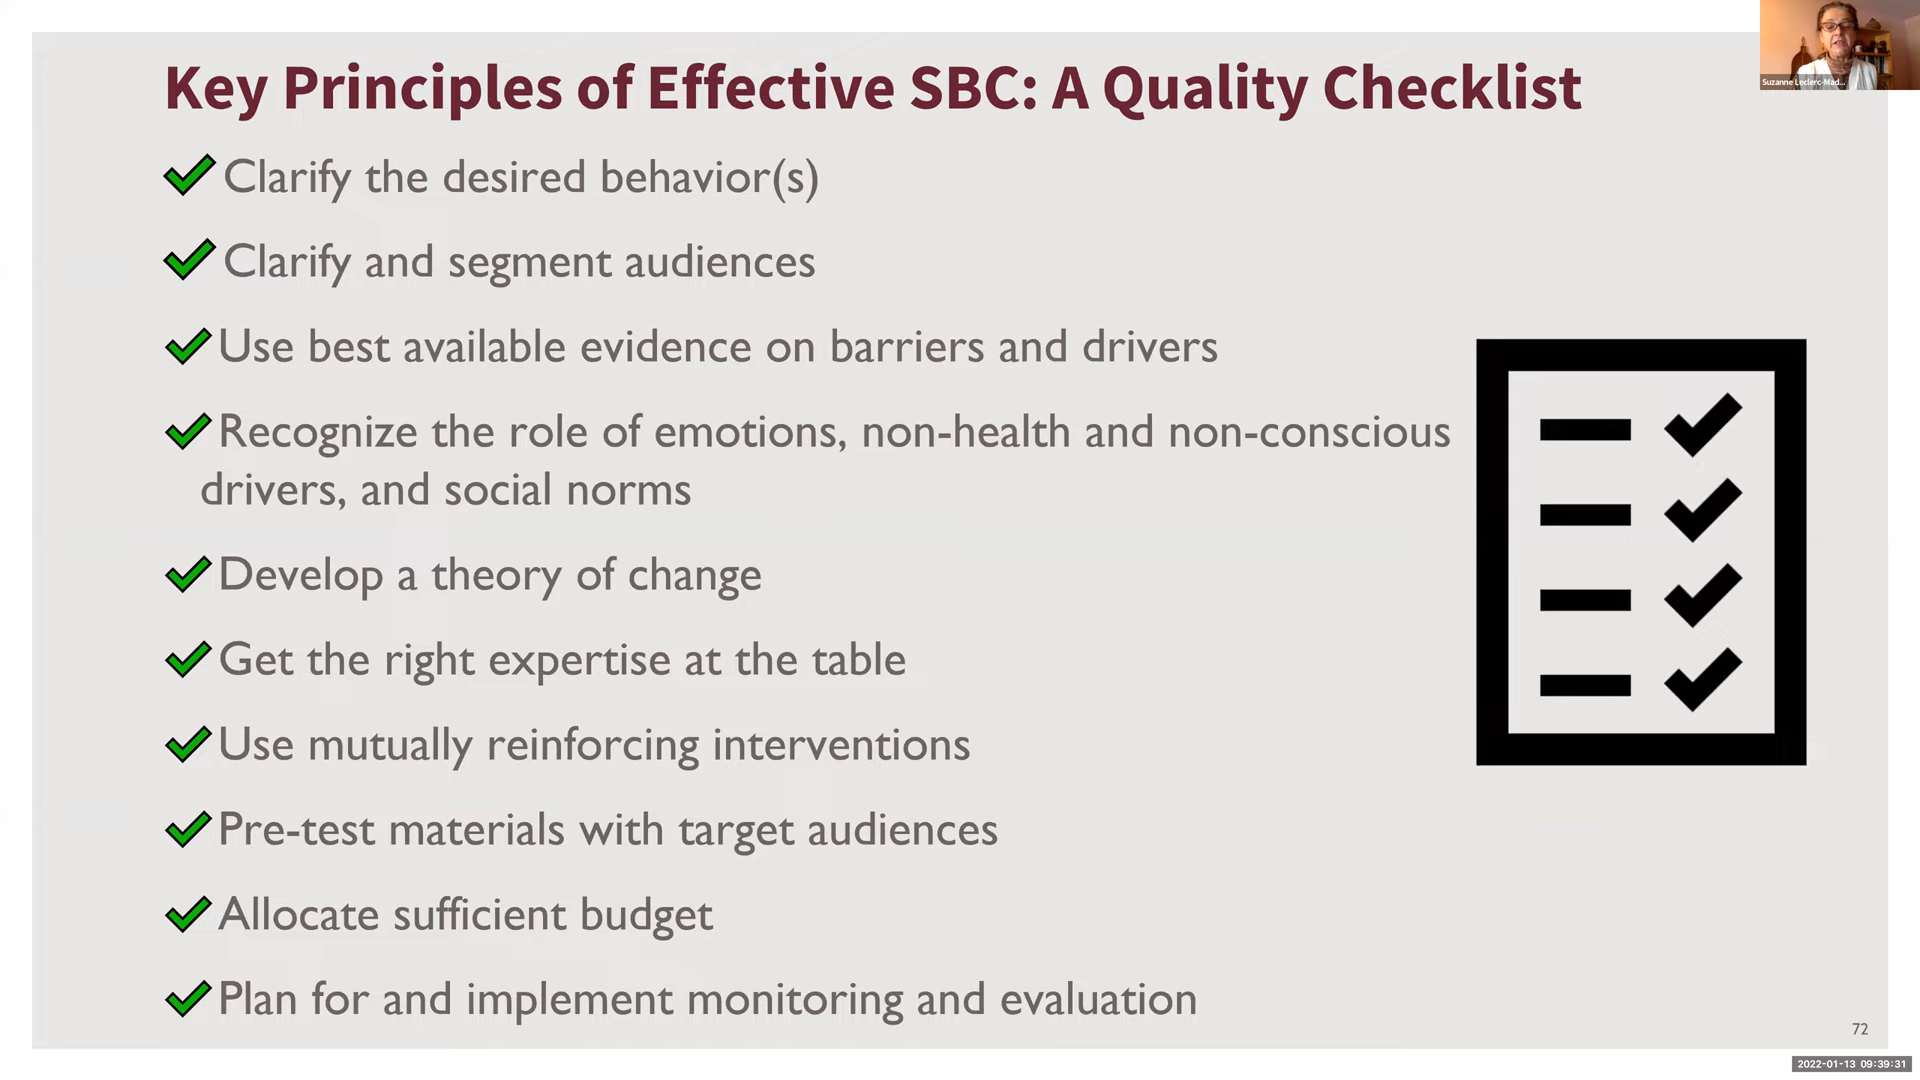 Key Principles of Effective SBC: A Quality Checklist
Suzanne Leclerc-Mad...
Clarify the desired behavior(s)
Clarify and segment audiences
Use best available evidence on barriers and drivers
Recognize the role of emotions, non-health and non-conscious
drivers, and social norms
Develop a theory of change
Get the right expertise at the table
Use mutually reinforcing interventions
Pre-test materials with target audiences
Allocate sufficient budget
Plan for and implement monitoring and evaluation
72
2022-01-13 09:39:31